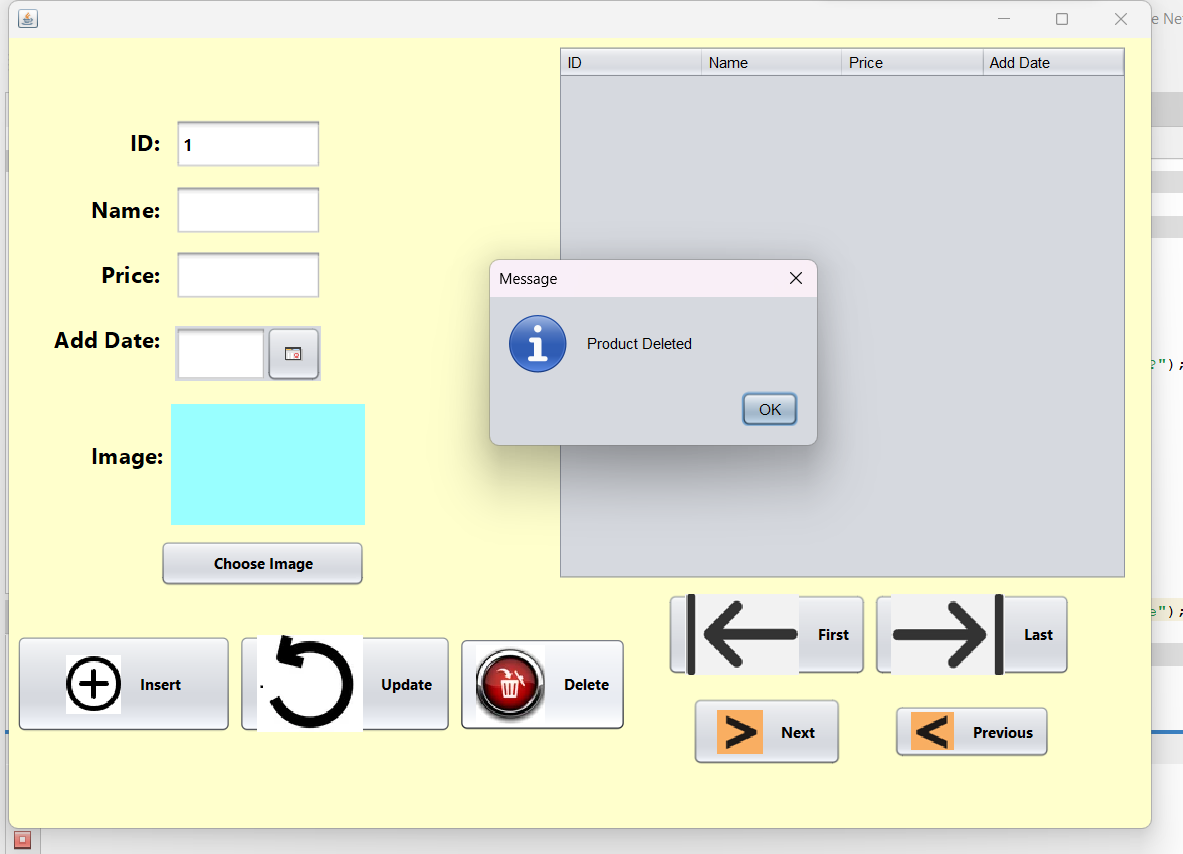 e Ne
ID Name Price Add Date
ID: 1
Name:
Price:
Add Date:
Image:
Choose Image
Message
Product Deleted
OK
?");
e");
First Last
Insert Update Delete
Next Previous